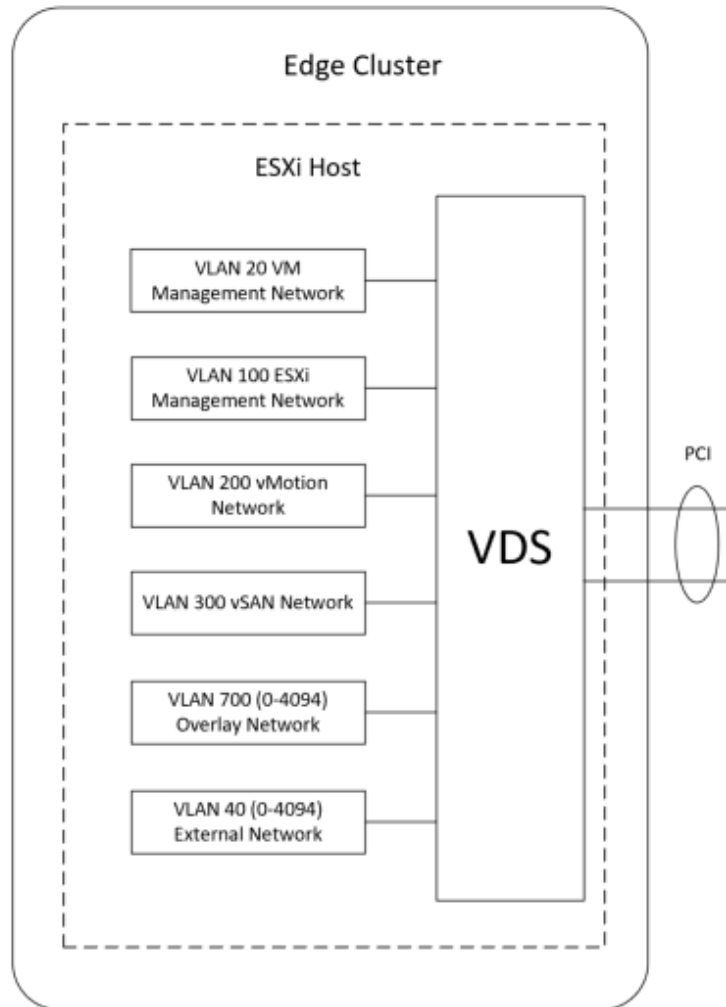 Edge Cluster
ESXi Host
VLAN 20 VM
Management Network
VLAN 100 ESXi
Management Network
VLAN 200 vMotion
Network
VLAN 300 vSAN Network
VLAN 700 (0-4094)
Overlay Network
VLAN 40 (0-4094)
External Network
VDS
PCI